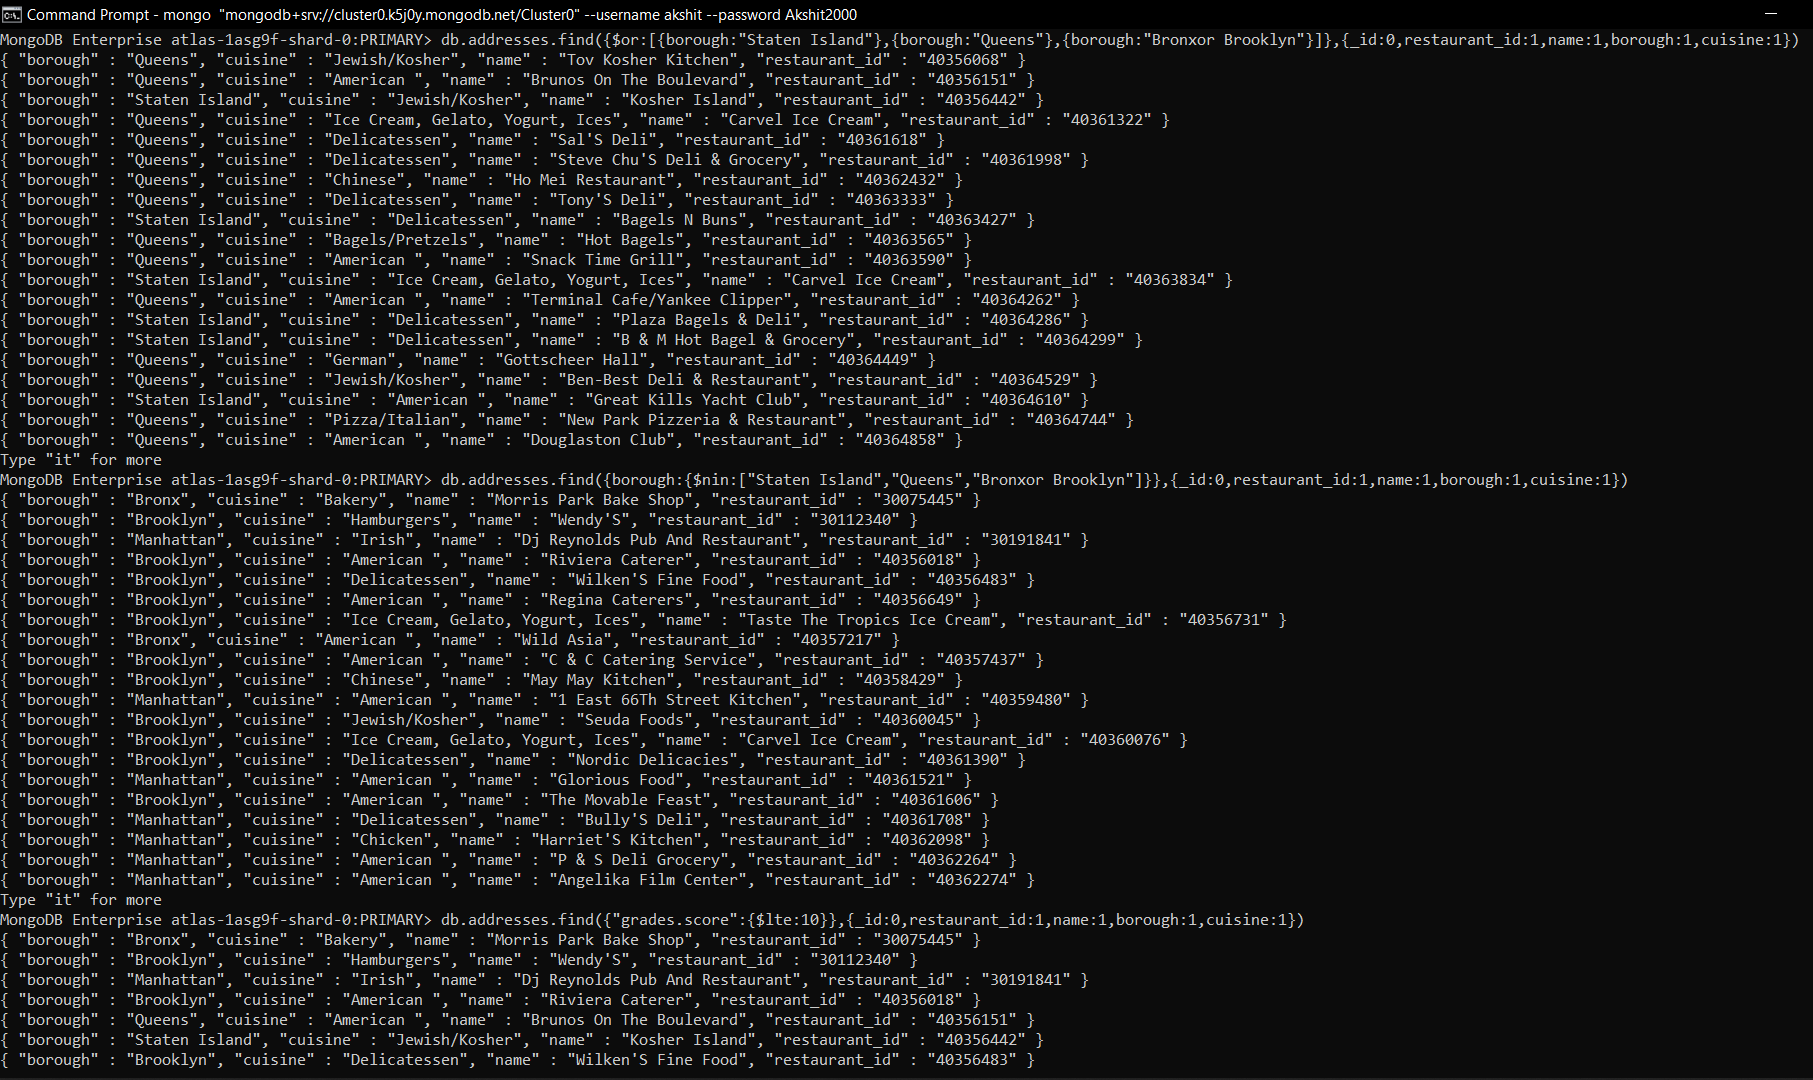 Command Prompt - mongo  "mongodb+srv://cluster0.k5j0y.mongodb.net/Cluster0" --username akshit --password Akshit2000
MongoDB Enterprise atlas-1asg9f-shard-0:PRIMARY> db.addresses.find({$or:[{borough:"Staten Island"},{borough:"Queens"},{borough:"Bronxor Brooklyn"}]},{_id:0,restaurant_id:1,name:1,borough:1,cuisine:1})
{ "borough" : "Queens", "cuisine" : "Jewish/Kosher", "name" : "Tov Kosher Kitchen", "restaurant_id" : "40356068" }
{ "borough" : "Queens", "cuisine" : "American ", "name" : "Brunos On The Boulevard", "restaurant_id" : "40356151" }
{ "borough" : "Staten Island", "cuisine" : "Jewish/Kosher", "name" : "Kosher Island", "restaurant_id" : "40356442" }
{ "borough" : "Queens", "cuisine" : "Ice Cream, Gelato, Yogurt, Ices", "name" : "Carvel Ice Cream", "restaurant_id" : "40361322" }
{ "borough" : "Queens", "cuisine" : "Delicatessen", "name" : "Sal'S Deli", "restaurant_id" : "40361618" }
{ "borough" : "Queens", "cuisine" : "Delicatessen", "name" : "Steve Chu'S Deli & Grocery", "restaurant_id" : "40361998" }
{ "borough" : "Queens", "cuisine" : "Chinese", "name" : "Ho Mei Restaurant", "restaurant_id" : "40362432" }
{ "borough" : "Queens", "cuisine" : "Delicatessen", "name" : "Tony'S Deli", "restaurant_id" : "40363333" }
{ "borough" : "Staten Island", "cuisine" : "Delicatessen", "name" : "Bagels N Buns", "restaurant_id" : "40363427" }
{ "borough" : "Queens", "cuisine" : "Bagels/Pretzels", "name" : "Hot Bagels", "restaurant_id" : "40363565" }
{ "borough" : "Queens", "cuisine" : "American ", "name" : "Snack Time Grill", "restaurant_id" : "40363590" }
{ "borough" : "Staten Island", "cuisine" : "Ice Cream, Gelato, Yogurt, Ices", "name" : "Carvel Ice Cream", "restaurant_id" : "40363834" }
{ "borough" : "Queens", "cuisine" : "American ", "name" : "Terminal Cafe/Yankee Clipper", "restaurant_id" : "40364262" }
{ "borough" : "Staten Island", "cuisine" : "Delicatessen", "name" : "Plaza Bagels & Deli", "restaurant_id" : "40364286" }
{ "borough" : "Staten Island", "cuisine" : "Delicatessen", "name" : "B & M Hot Bagel & Grocery", "restaurant_id" : "40364299" }
{ "borough" : "Queens", "cuisine" : "German", "name" : "Gottscheer Hall", "restaurant_id" : "40364449" }
{ "borough" : "Queens", "cuisine" : "Jewish/Kosher", "name" : "Ben-Best Deli & Restaurant", "restaurant_id" : "40364529" }
{ "borough" : "Staten Island", "cuisine" : "American ", "name" : "Great Kills Yacht Club", "restaurant_id" : "40364610" }
{ "borough" : "Queens", "cuisine" : "Pizza/Italian", "name" : "New Park Pizzeria & Restaurant", "restaurant_id" : "40364744" }
{ "borough" : "Queens", "cuisine" : "American ", "name" : "Douglaston Club", "restaurant_id" : "40364858" }
Type "it" for more
MongoDB Enterprise atlas-1asg9f-shard-0:PRIMARY> db.addresses.find({borough:{$nin:["Staten Island","Queens","Bronxor Brooklyn"]}},{_id:0,restaurant_id:1,name:1,borough:1,cuisine:1})
{ "borough" : "Bronx", "cuisine" : "Bakery", "name" : "Morris Park Bake Shop", "restaurant_id" : "30075445" }
{ "borough" : "Brooklyn", "cuisine" : "Hamburgers", "name" : "Wendy'S", "restaurant_id" : "30112340" }
{ "borough" : "Manhattan", "cuisine" : "Irish", "name" : "Dj Reynolds Pub And Restaurant", "restaurant_id" : "30191841" }
{ "borough" : "Brooklyn", "cuisine" : "American ", "name" : "Riviera Caterer", "restaurant_id" : "40356018" }
{ "borough" : "Brooklyn", "cuisine" : "Delicatessen", "name" : "Wilken'S Fine Food", "restaurant_id" : "40356483" }
{ "borough" : "Brooklyn", "cuisine" : "American ", "name" : "Regina Caterers", "restaurant_id" : "40356649" }
{ "borough" : "Brooklyn", "cuisine" : "Ice Cream, Gelato, Yogurt, Ices", "name" : "Taste The Tropics Ice Cream", "restaurant_id" : "40356731" }
{ "borough" : "Bronx", "cuisine" : "American ", "name" : "Wild Asia", "restaurant_id" : "40357217" }
{ "borough" : "Brooklyn", "cuisine" : "American ", "name" : "C & C Catering Service", "restaurant_id" : "40357437" }
{ "borough" : "Brooklyn", "cuisine" : "Chinese", "name" : "May May Kitchen", "restaurant_id" : "40358429" }
{ "borough" : "Manhattan", "cuisine" : "American ", "name" : "1 East 66Th Street Kitchen", "restaurant_id" : "40359480" }
{ "borough" : "Brooklyn", "cuisine" : "Jewish/Kosher", "name" : "Seuda Foods", "restaurant_id" : "40360045" }
{ "borough" : "Brooklyn", "cuisine" : "Ice Cream, Gelato, Yogurt, Ices", "name" : "Carvel Ice Cream", "restaurant_id" : "40360076" }
{ "borough" : "Brooklyn", "cuisine" : "Delicatessen", "name" : "Nordic Delicacies", "restaurant_id" : "40361390" }
{ "borough" : "Manhattan", "cuisine" : "American ", "name" : "Glorious Food", "restaurant_id" : "40361521" }
{ "borough" : "Brooklyn", "cuisine" : "American ", "name" : "The Movable Feast", "restaurant_id" : "40361606" }
{ "borough" : "Manhattan", "cuisine" : "Delicatessen", "name" : "Bully'S Deli", "restaurant_id" : "40361708" }
{ "borough" : "Manhattan", "cuisine" : "Chicken", "name" : "Harriet'S Kitchen", "restaurant_id" : "40362098" }
{ "borough" : "Manhattan", "cuisine" : "American ", "name" : "P & S Deli Grocery", "restaurant_id" : "40362264" }
{ "borough" : "Manhattan", "cuisine" : "American ", "name" : "Angelika Film Center", "restaurant_id" : "40362274" }
Type "it" for more
MongoDB Enterprise atlas-1asg9f-shard-0:PRIMARY> db.addresses.find({"grades.score":{$lte:10}},{_id:0,restaurant_id:1,name:1,borough:1,cuisine:1})
{ "borough" : "Bronx", "cuisine" : "Bakery", "name" : "Morris Park Bake Shop", "restaurant_id" : "30075445" }
{ "borough" : "Brooklyn", "cuisine" : "Hamburgers", "name" : "Wendy'S", "restaurant_id" : "30112340" }
{ "borough" : "Manhattan", "cuisine" : "Irish", "name" : "Dj Reynolds Pub And Restaurant", "restaurant_id" : "30191841" }
{ "borough" : "Brooklyn", "cuisine" : "American ", "name" : "Riviera Caterer", "restaurant_id" : "40356018" }
{ "borough" : "Queens", "cuisine" : "American ", "name" : "Brunos On The Boulevard", "restaurant_id" : "40356151" }
{ "borough" : "Staten Island", "cuisine" : "Jewish/Kosher", "name" : "Kosher Island", "restaurant_id" : "40356442" }
{ "borough" : "Brooklyn", "cuisine" : "Delicatessen", "name" : "Wilken'S Fine Food", "restaurant_id" : "40356483" }